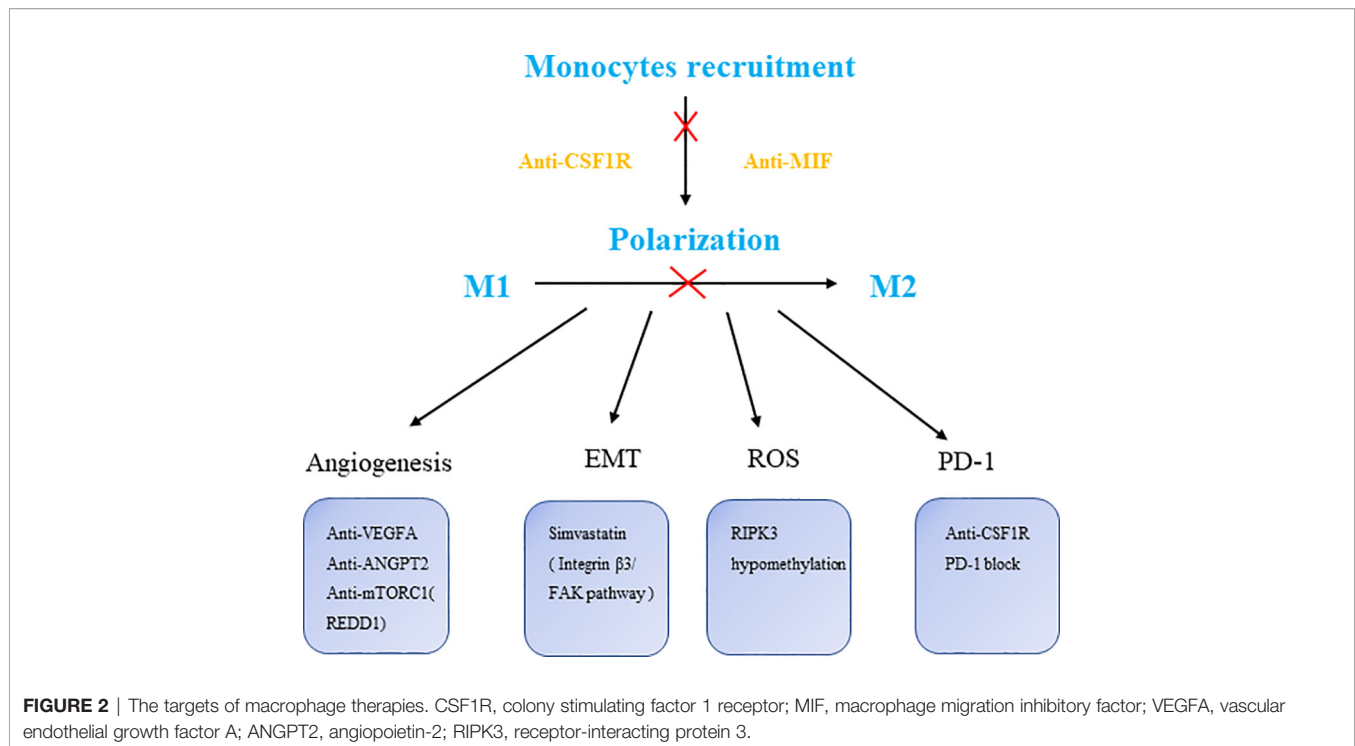 Monocytes recruitment
Anti-CSF1R
Anti-MIF
Polarization
M1
M2
Angiogenesis
EMT
ROS
PD-1
Anti-VEGFA
Anti-ANGPT2
Anti-mTORC1(
REDD1)
Simvastatin
( Integrin β3/
FAK pathway )
RIPK3
hypomethylation
Anti-CSF1R
PD-1 block
FIGURE 2 | The targets of macrophage therapies. CSF1R, colony stimulating factor 1 receptor; MIF, macrophage migration inhibitory factor; VEGFA, vascular
endothelial growth factor A; ANGPT2, angiopoietin-2; RIPK3, receptor-interacting protein 3.